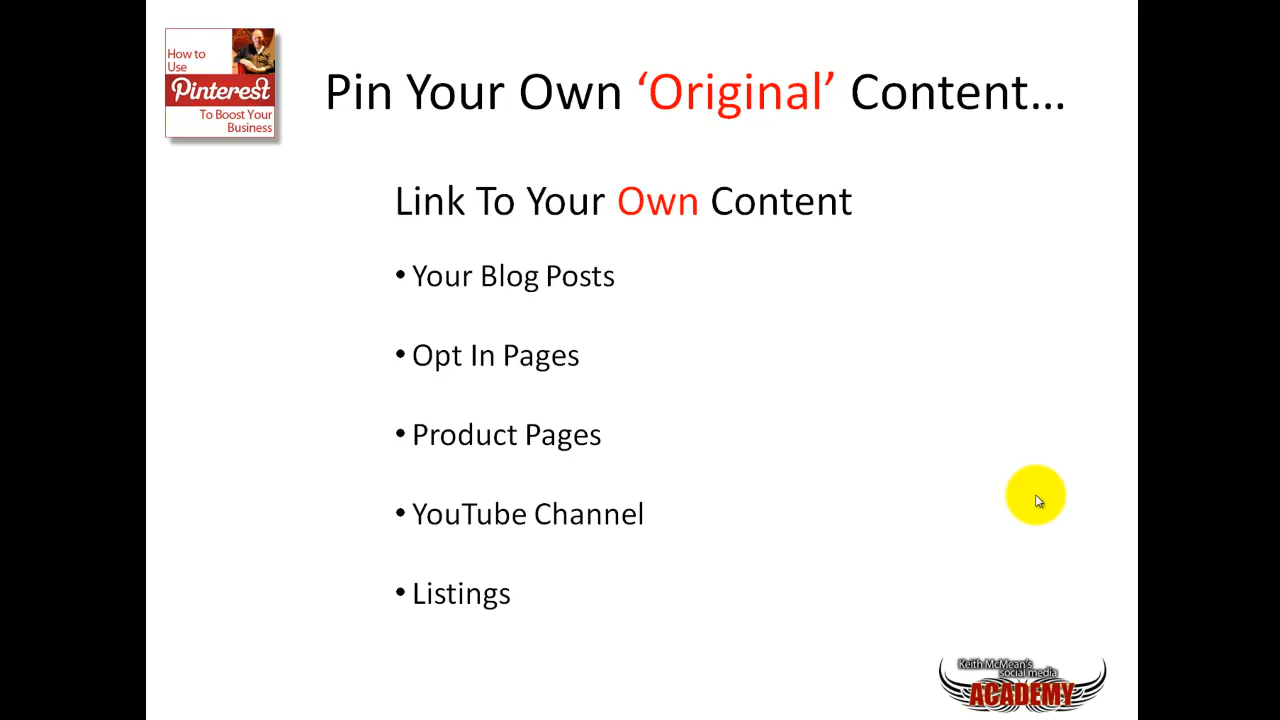 How to
Use
Pinterest
To Boost Your
Business
Pin Your Own ‘Original’ Content...
Link To Your Own Content
• Your Blog Posts
• Opt In Pages
• Product Pages
• YouTube Channel
• Listings
Keith McMean's
social media
ACADEMY